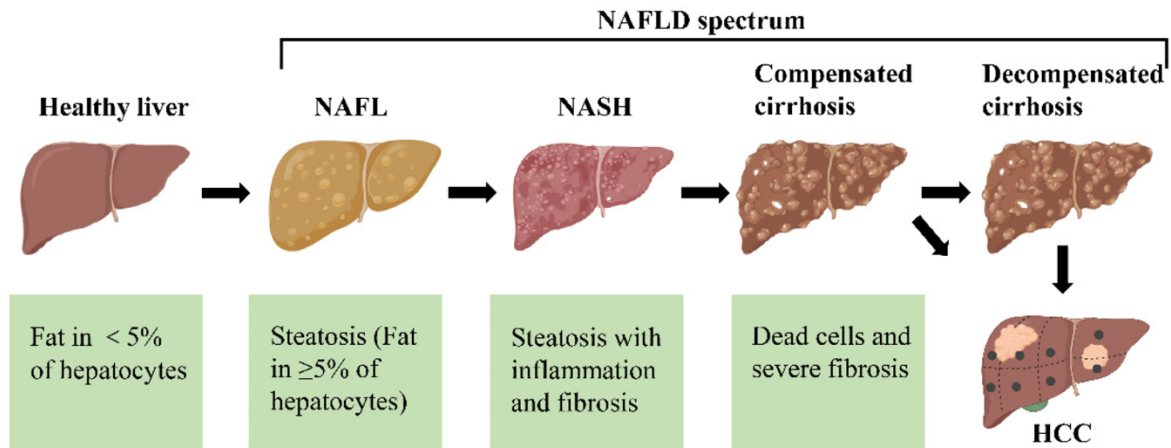 NAFLD spectrum
Healthy liver
NAFL
NASH
Compensated
cirrhosis
Decompensated
cirrhosis
Fat in < 5%
of hepatocytes
Steatosis (Fat
in ≥5% of
hepatocytes)
Steatosis with
inflammation
and fibrosis
Dead cells and
severe fibrosis
HCC